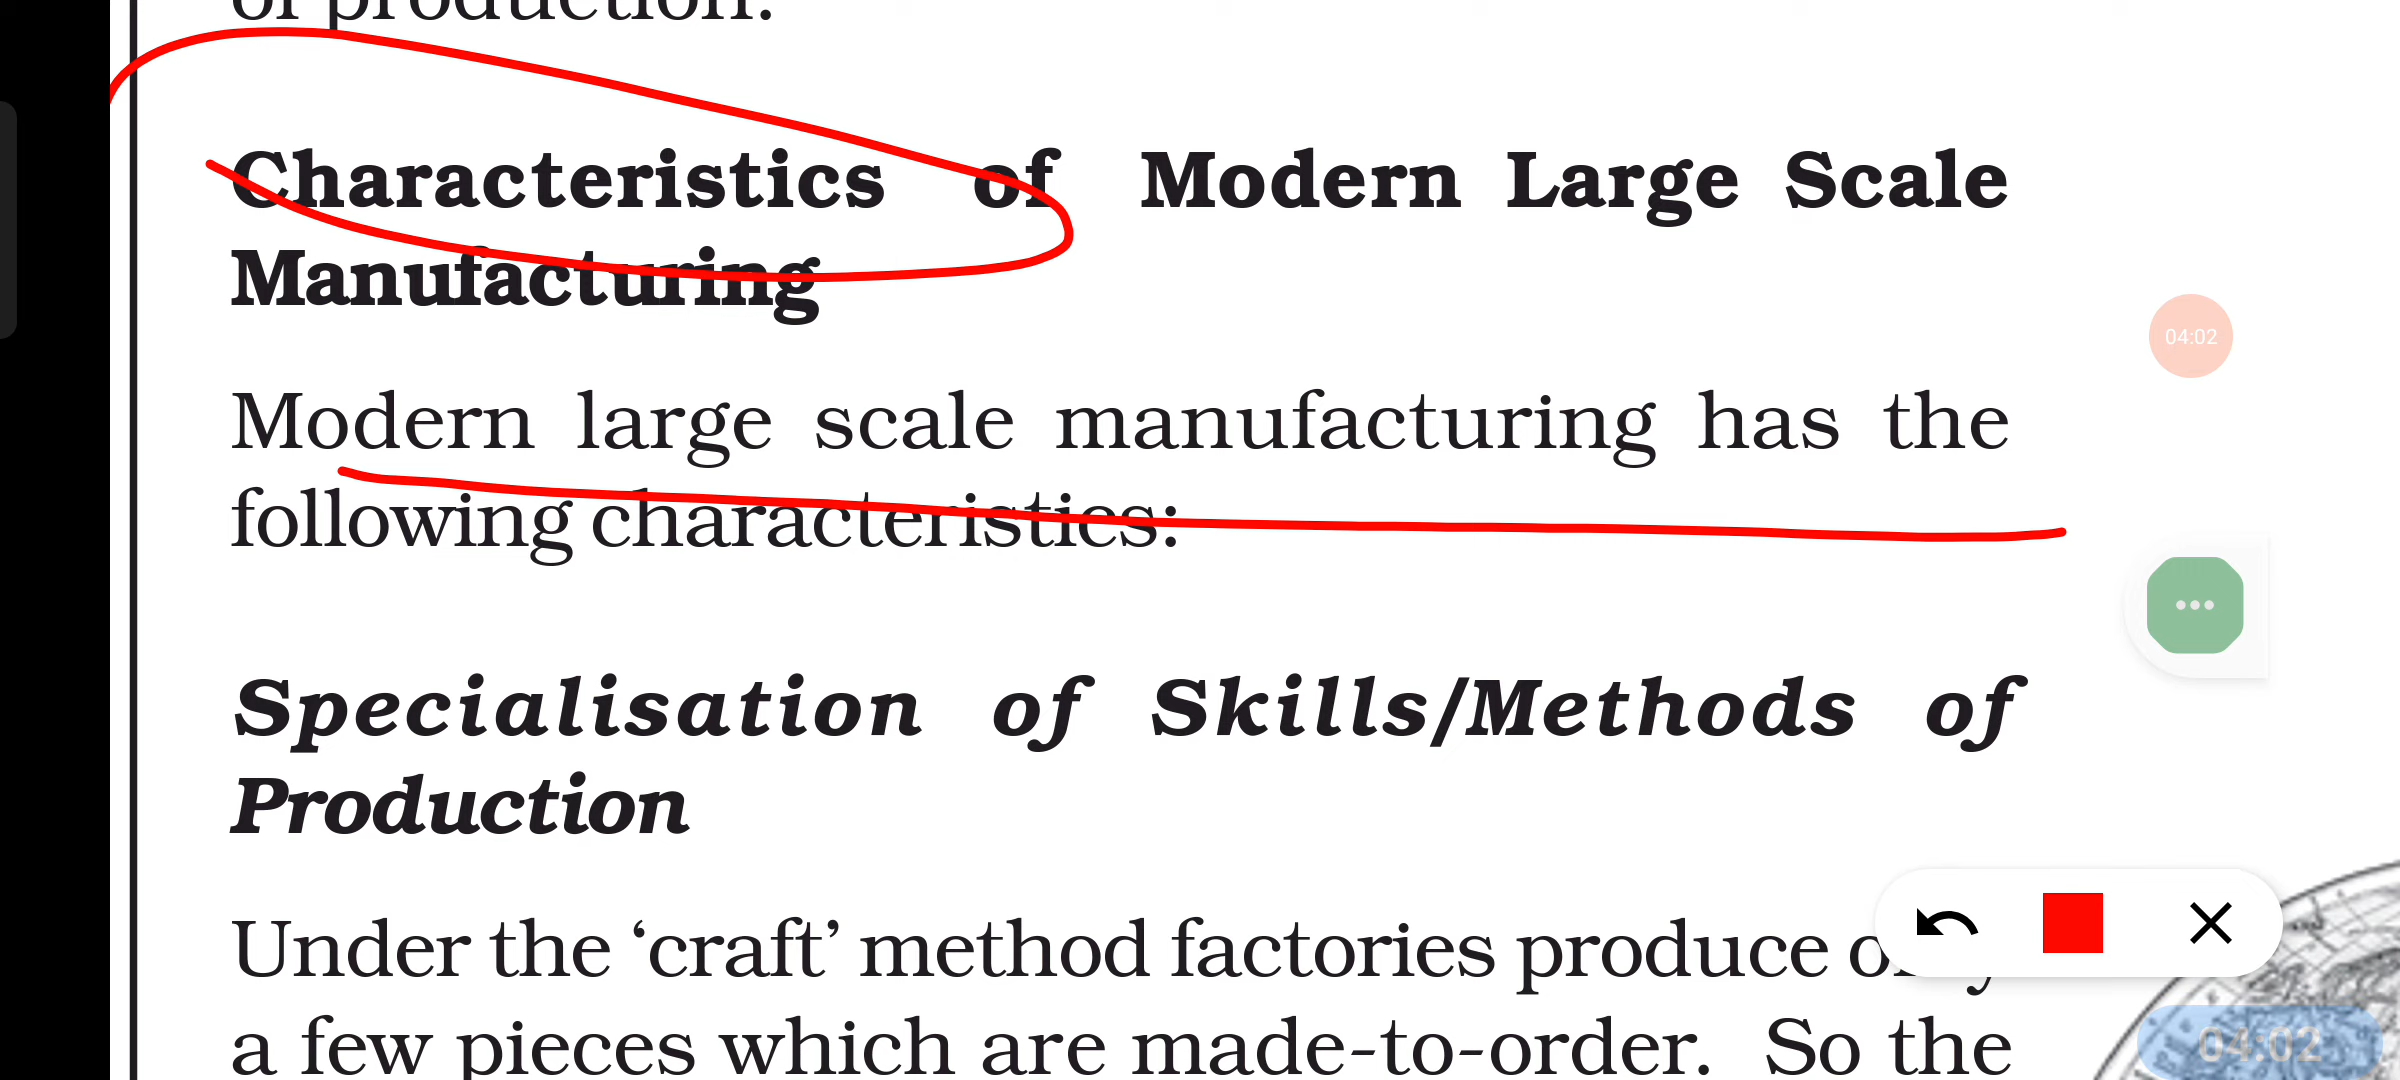 of production.
Characteristics of Modern Large Scale
Manufacturing
04:02
Modern large scale manufacturing has the
following characteristics:
Specialisation of Skills/Methods of
Production
Under the ‘craft’ method factories produce
a few pieces which are made-to-order. So the
04:02